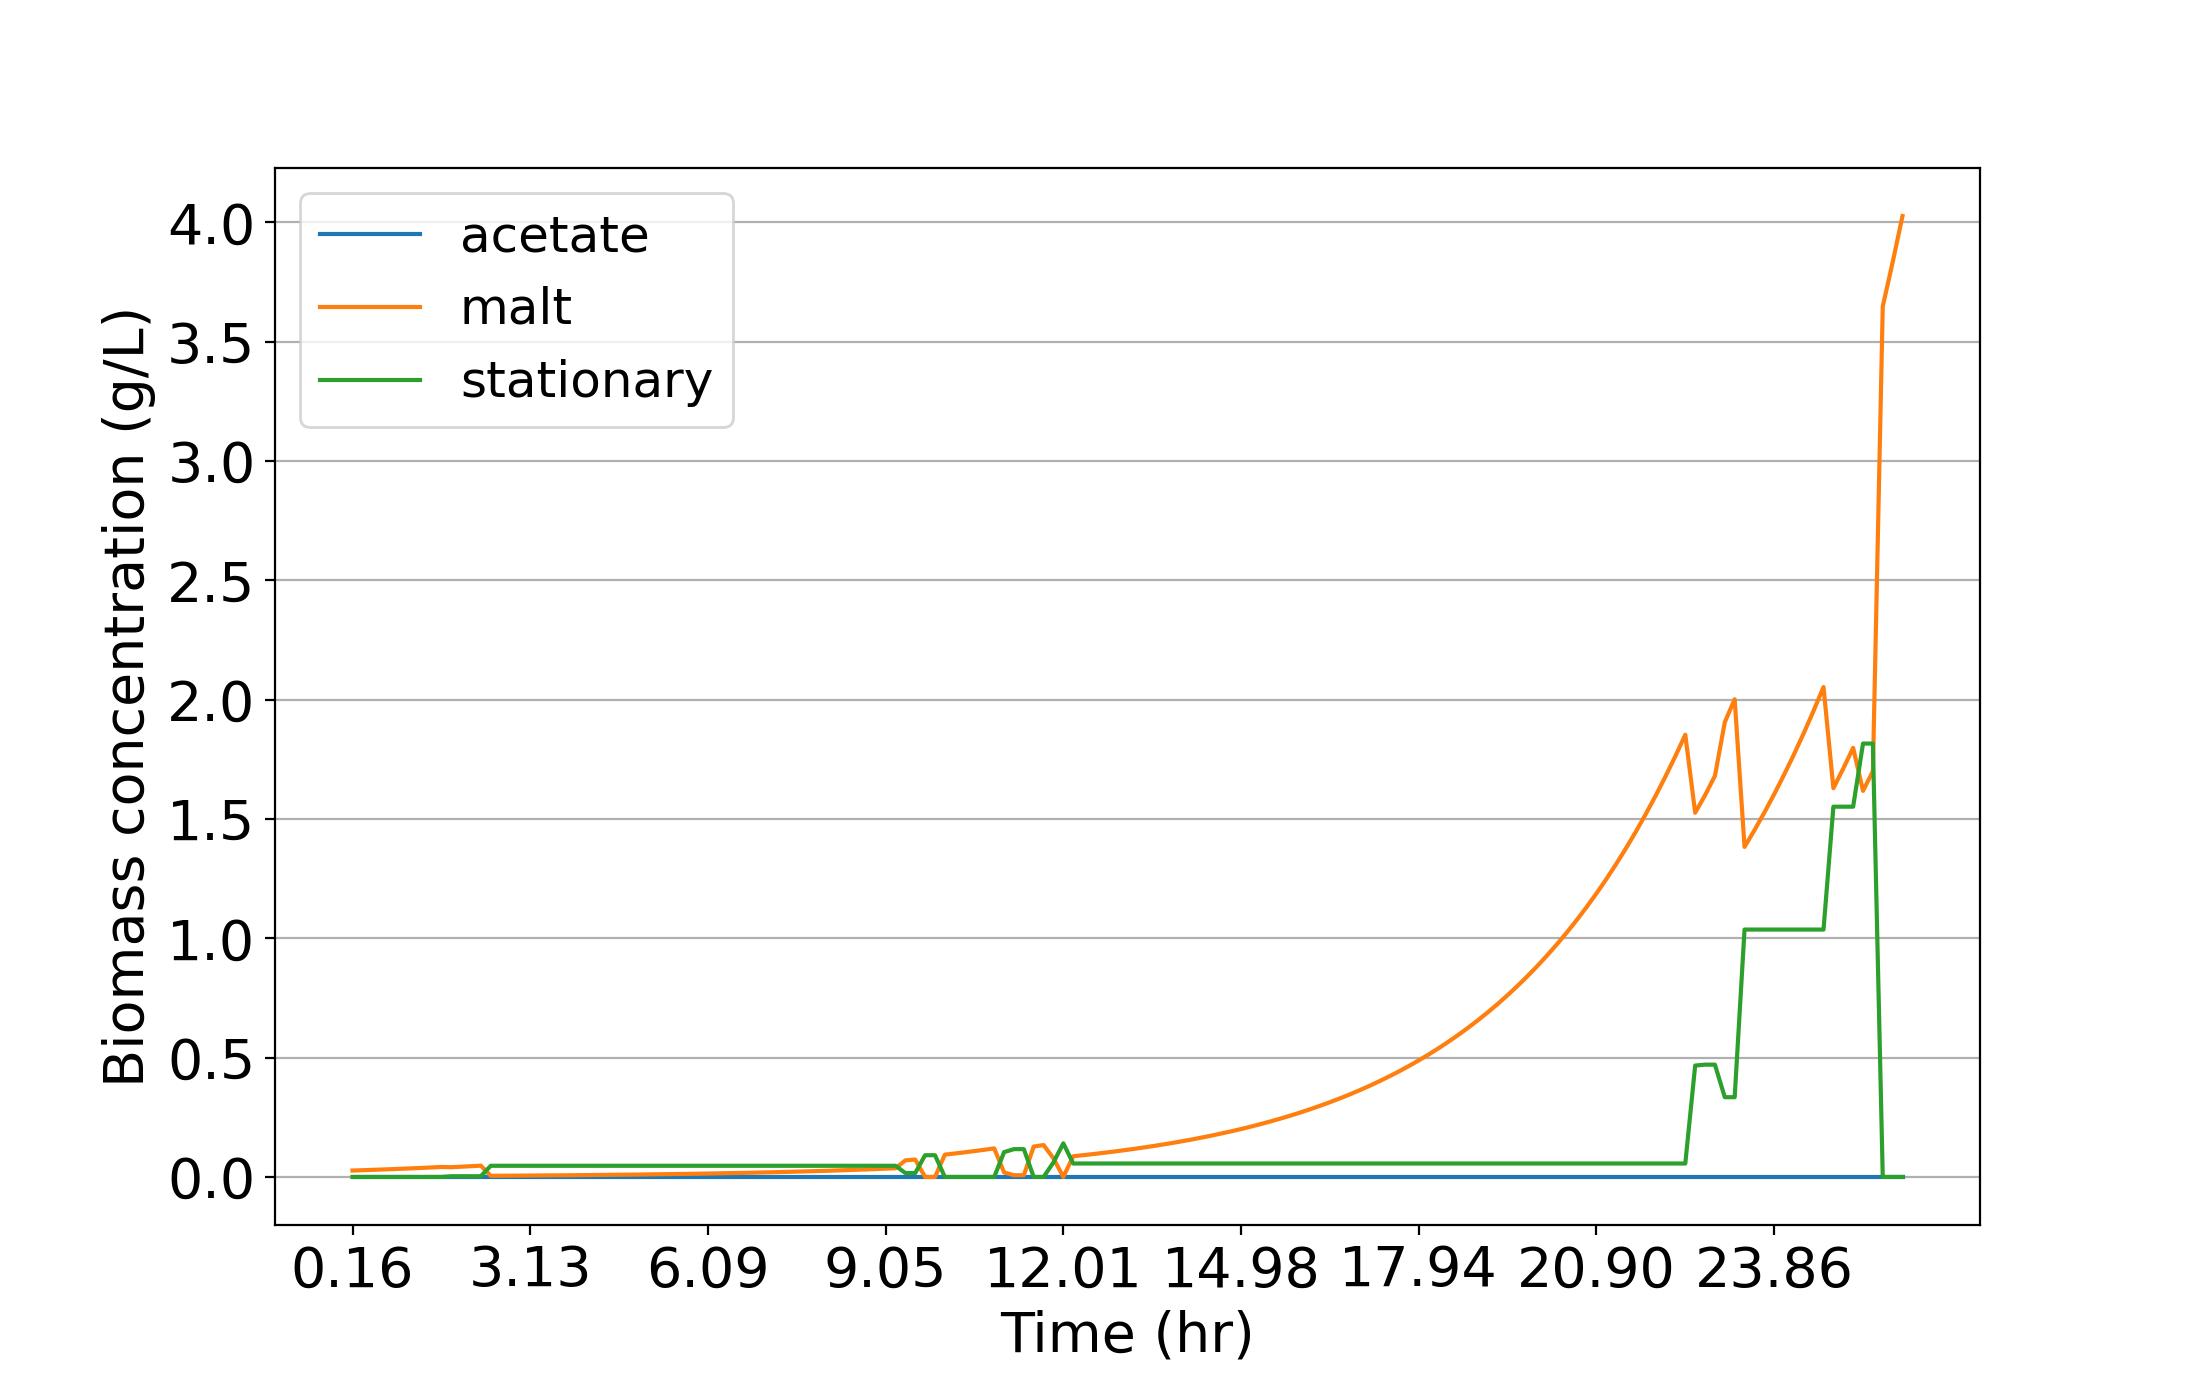 acetate
malt
stationary
4.0
3.5
3.0
2.5
2.0
1.5
1.0
0.5
0.0
Biomass concentration (g/L)
0.16 3.13 6.09 9.05 12.01 14.98 17.94 20.90 23.86
Time (hr)